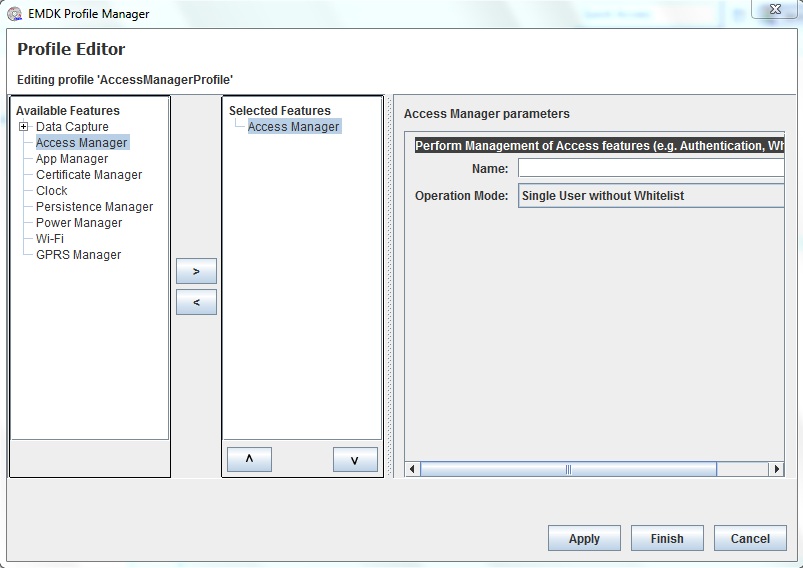 EMDK Profile Manager
Profile Editor
Editing profile 'AccessManagerProfile'
Available Features
Data Capture
Access Manager
App Manager
Certificate Manager
Clock
Persistence Manager
Power Manager
Wi-Fi
GPRS Manager
>
<
Selected Features
Access Manager
^
v
Access Manager parameters
Perform Management of Access features (e.g. Authentication, Wh
Name:
Operation Mode: Single User without Whitelist
Apply Finish Cancel